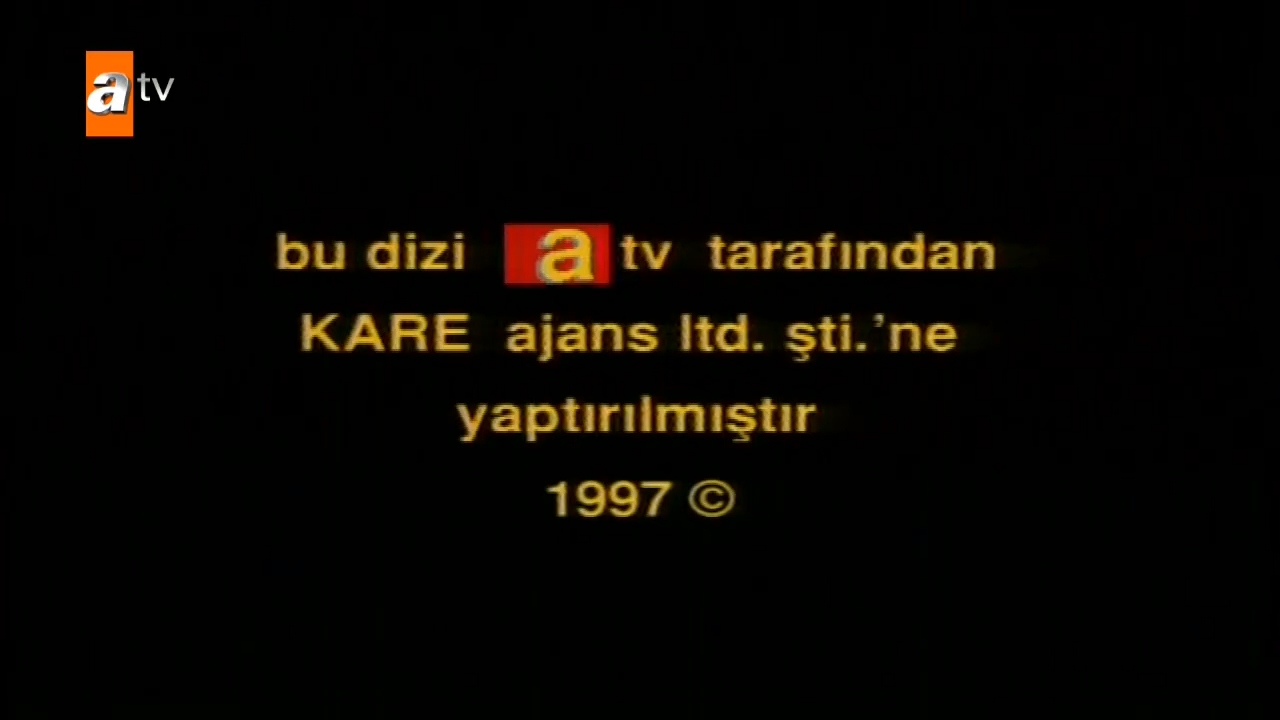 atv
bu dizi atv tarafından
KARE ajans ltd. şti.’ne
yaptırılmıştır
1997 ©